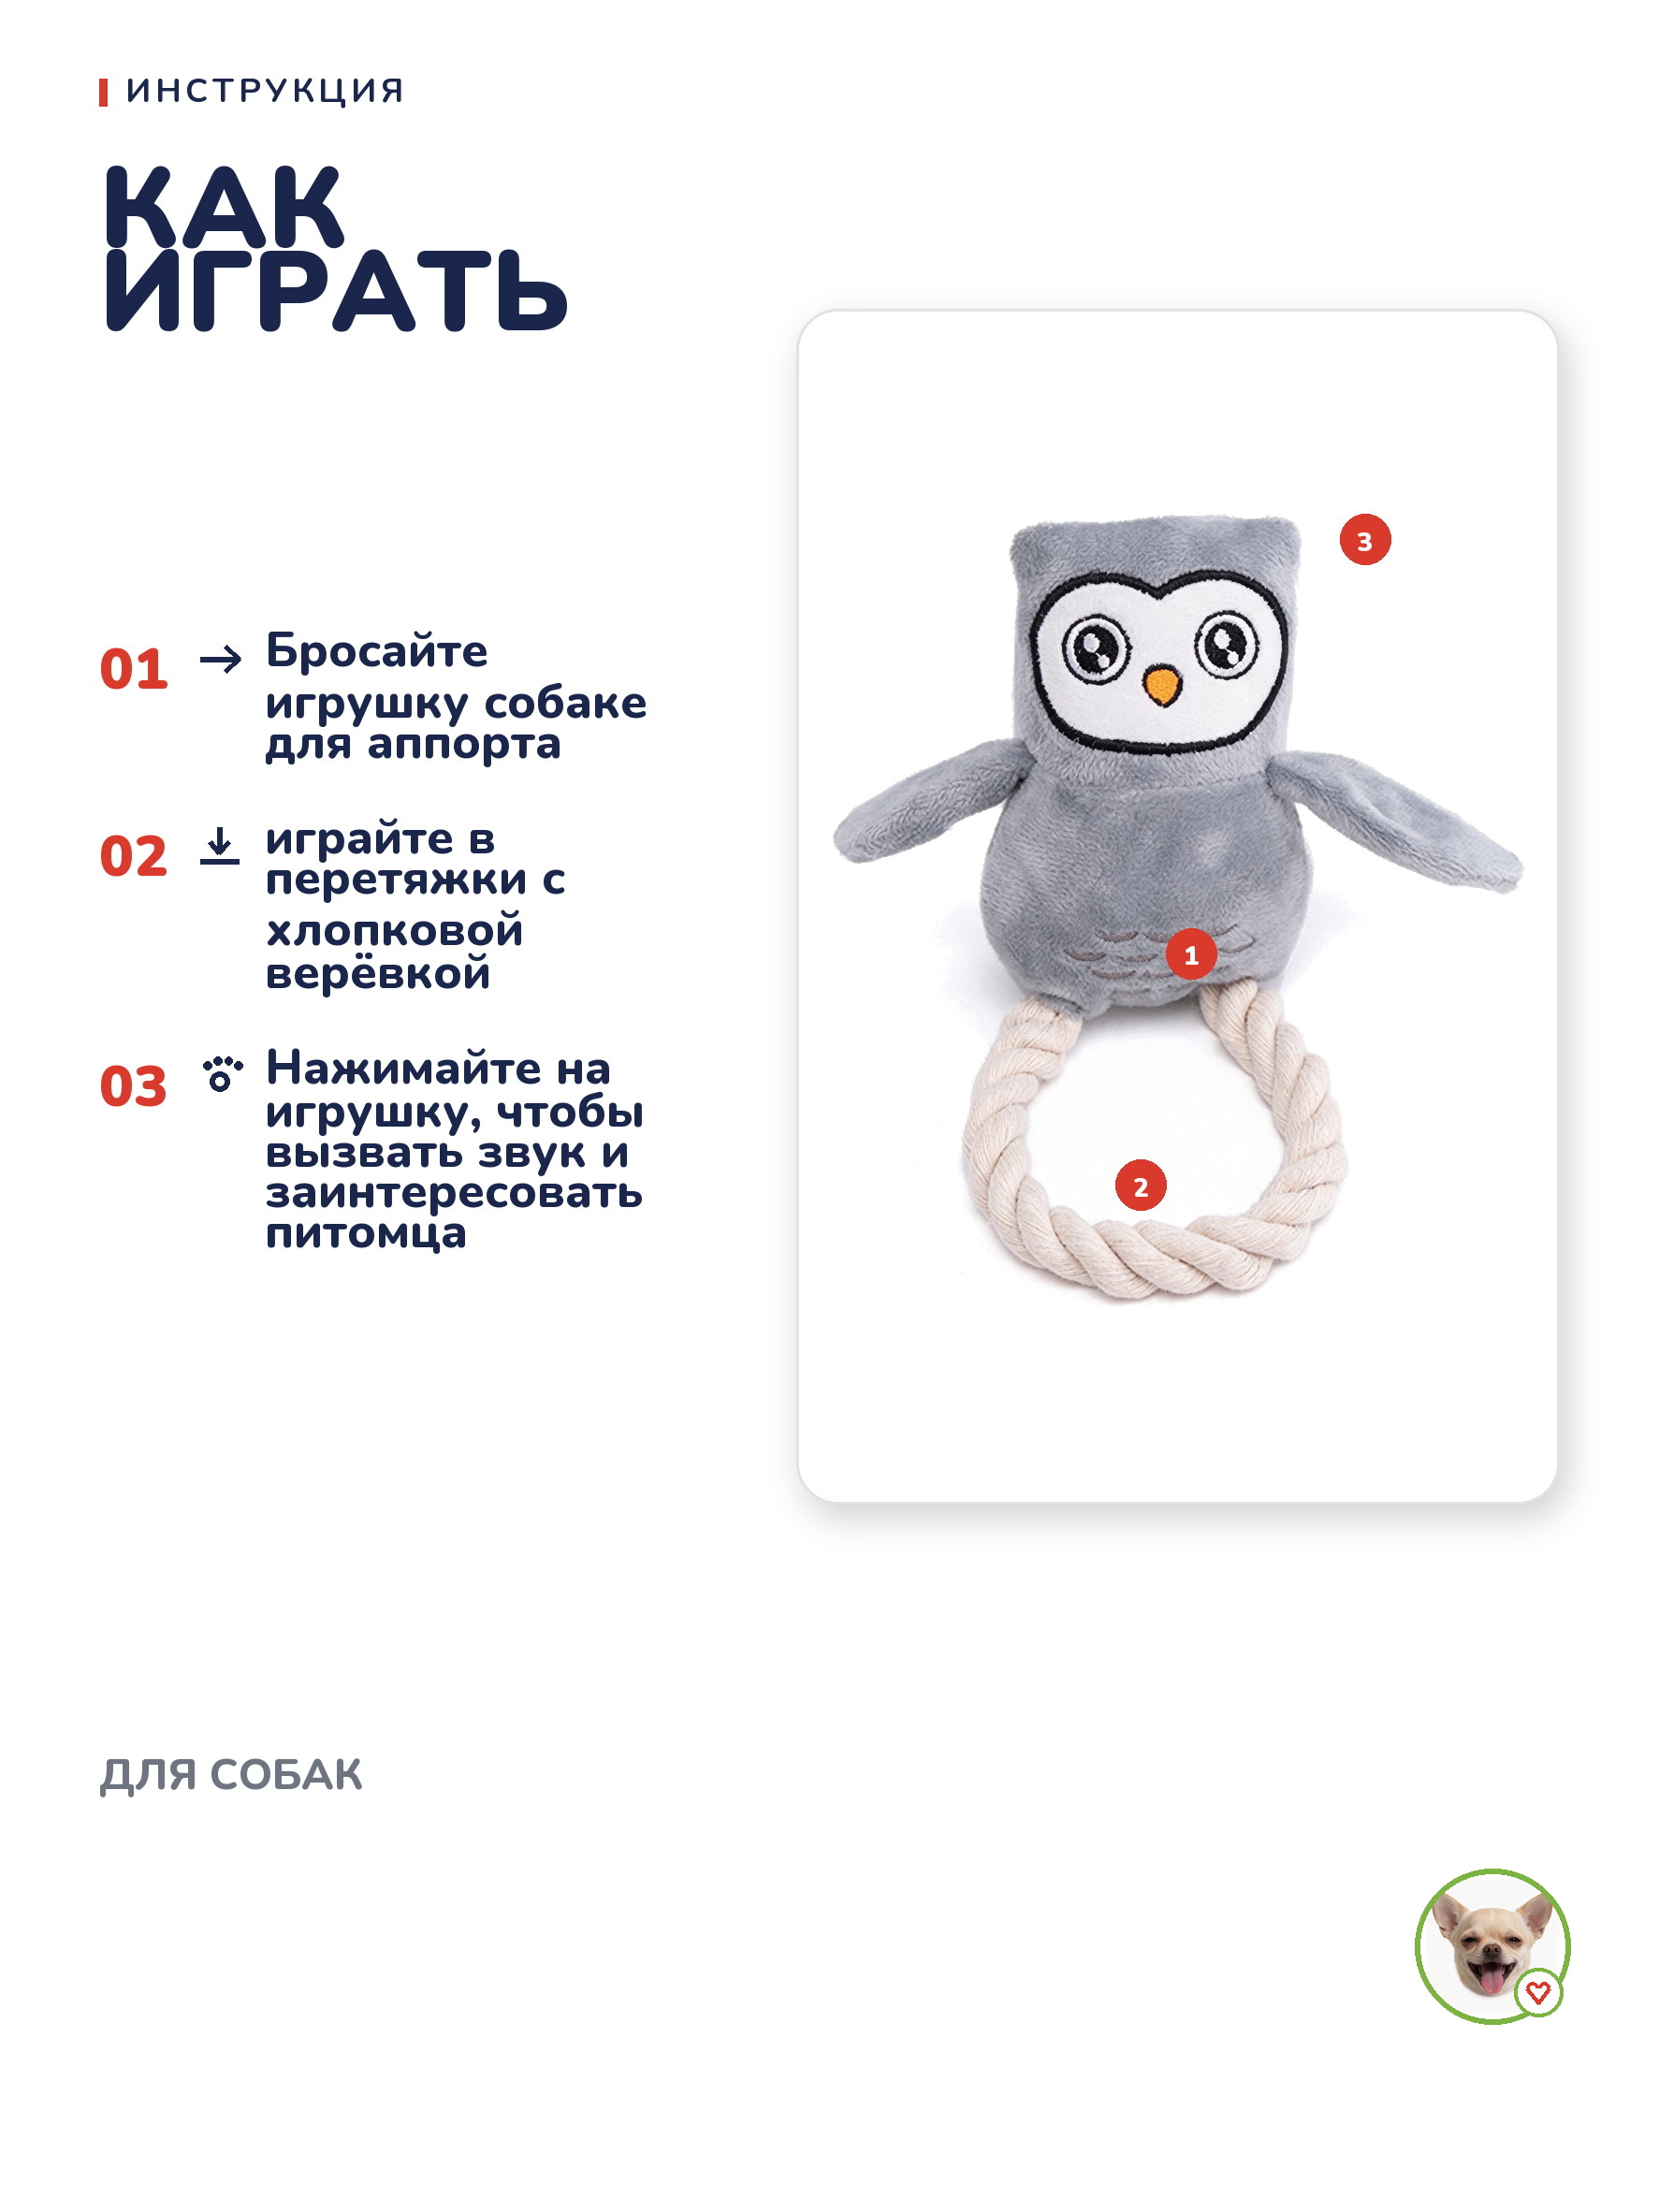 ИНСТРУКЦИЯ
КАК
ИГРАТЬ
01
Бросайте
игрушку собаке
для аппорта
02
играйте в
перетяжки с
хлопковой
верёвкой
03
Нажимайте на
игрушку, чтобы
вызвать звук и
заинтересовать
питомца
3
1
2
ДЛЯ СОБАК